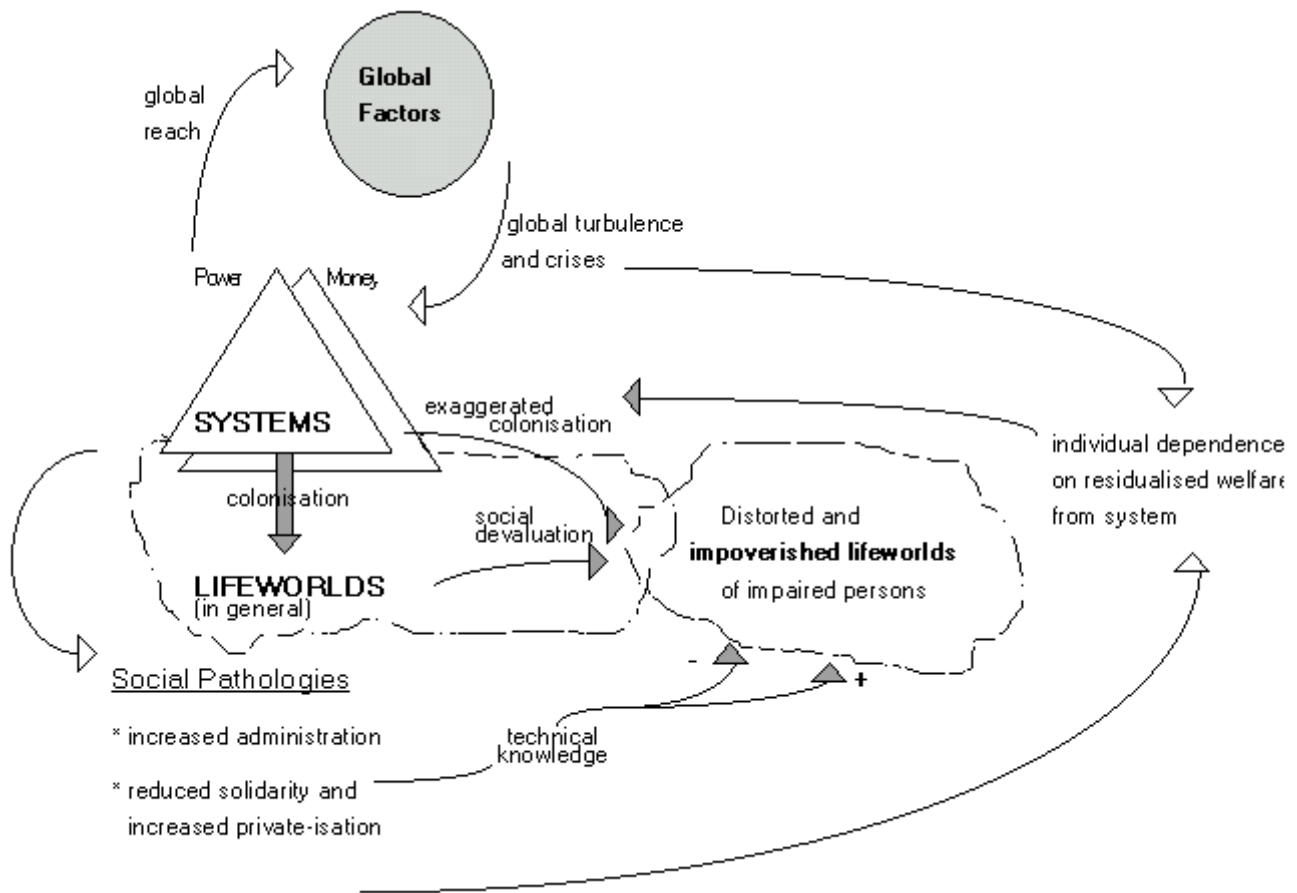 Global
Factors
global
reach
global turbulence
and crises
Power
Money
SYSTEMS
exaggerated
colonisation
colonisation
social
devaluation
LIFEWORLDS
(in general)
Distorted and
impoverished lifeworlds
of impaired persons
individual dependence
on residualised welfare
from system
-
+
Social Pathologies
* increased administration
technical
knowledge
* reduced solidarity and
increased private-isation